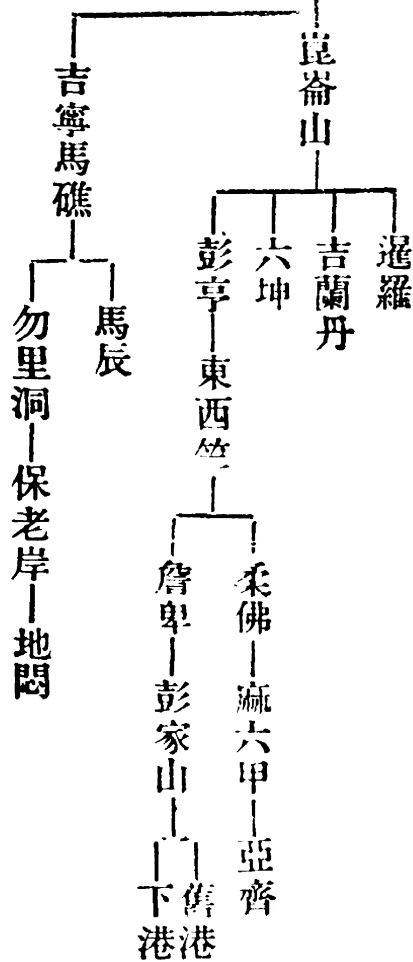 崑崙山
暹羅
吉蘭丹
六坤
彭亨
東西竺
柔佛
麻六甲
亞齊
詹卑
彭家山
舊港
下港
吉寧馬礁
馬辰
勿里洞
保老岸
地悶